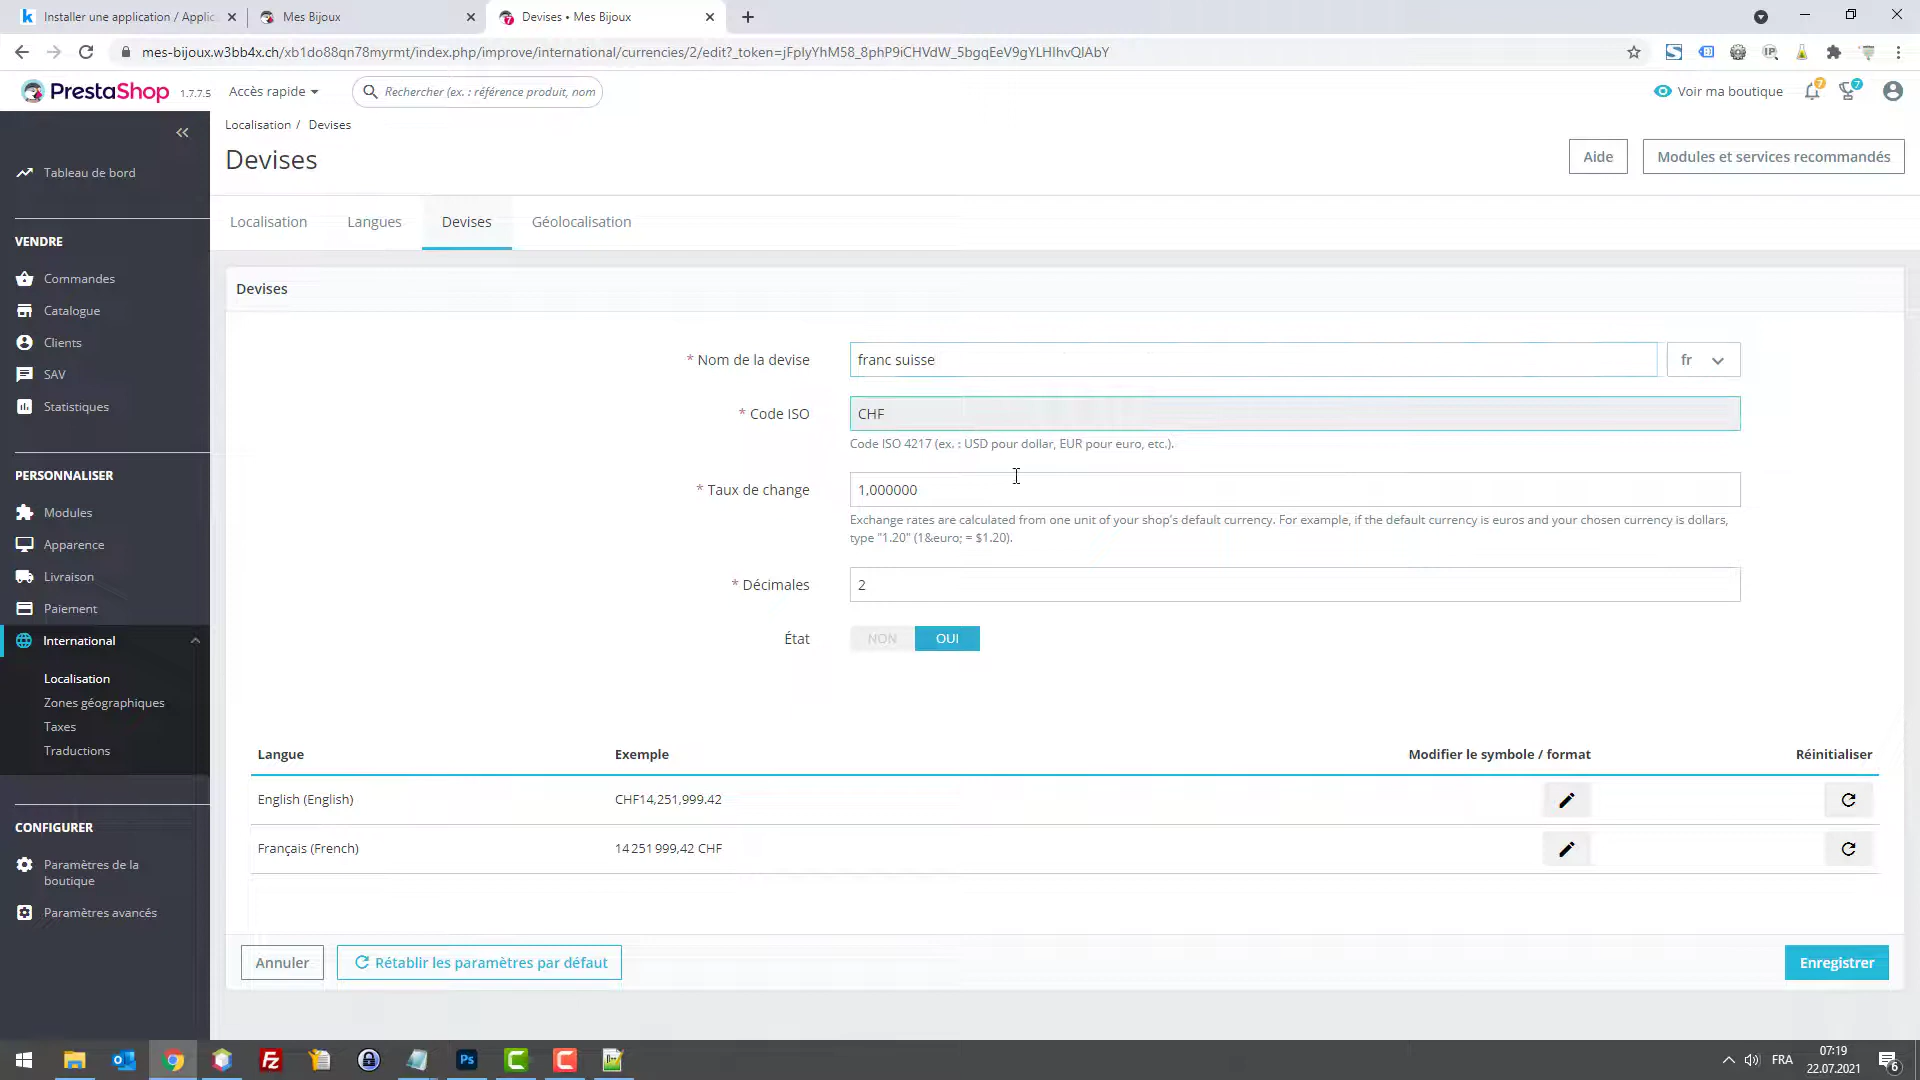 Installer une application / Applic
Mes Bijoux
Devises • Mes Bijoux
mes-bijoux.w3bb4x.ch/xb1do88qn78myrmt/index.php/improve/international/currencies/2/edit?_token=jFplyYhM58_8phP9iCHVdW_5bgqEeV9gYLHIhvQlAbY
PrestaShop 1.7.7.5
Accès rapide
Rechercher (ex. : référence produit, nom
Voir ma boutique
7
7
Localisation / Devises
Devises
Aide
Modules et services recommandés
Localisation
Langues
Devises
Géolocalisation
Tableau de bord
VENDRE
Commandes
Catalogue
Clients
SAV
Statistiques
PERSONNALISER
Modules
Apparence
Livraison
Paiement
International
Localisation
Zones géographiques
Taxes
Traductions
CONFIGURER
Paramètres de la
boutique
Paramètres avancés
Devises
* Nom de la devise
franc suisse
fr
* Code ISO
CHF
Code ISO 4217 (ex. : USD pour dollar, EUR pour euro, etc.).
* Taux de change
1,000000
Exchange rates are calculated from one unit of your shop's default currency. For example, if the default currency is euros and your chosen currency is dollars,
type "1.20" (1&euro; = $1.20).
* Décimales
2
État
NON
OUI
Langue
Exemple
Modifier le symbole / format
Réinitialiser
English (English)
CHF14,251,999.42
Français (French)
14 251 999,42 CHF
Annuler
Rétablir les paramètres par défaut
Enregistrer
Ps
FRA
07:19
22.07.2021
6